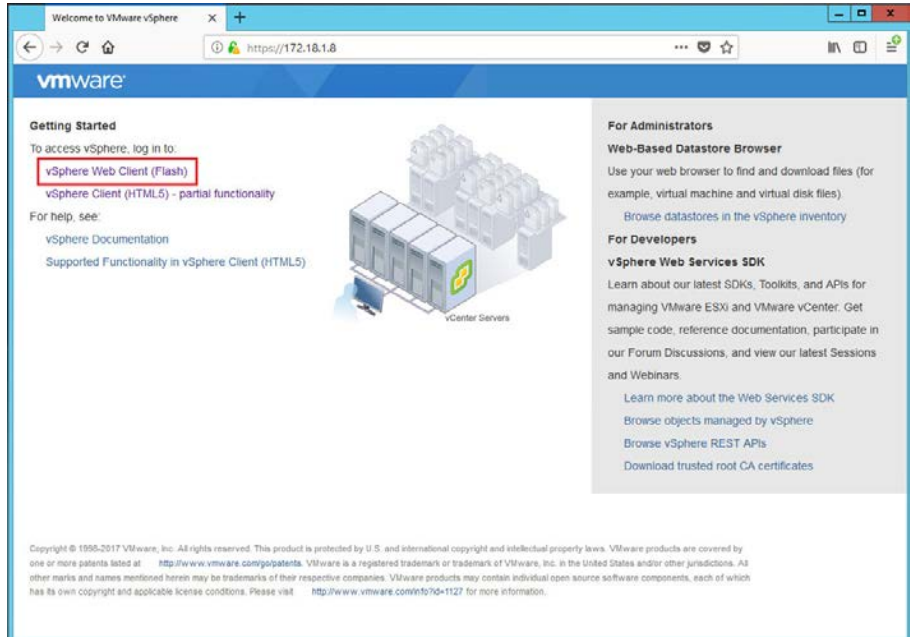 Welcome to VMware vSphere
https://172.18.1.8
vmware
Getting Started
To access vSphere, log in to:
vSphere Web Client (Flash)
vSphere Client (HTML5) - partial functionality
For help, see:
vSphere Documentation
Supported Functionality in vSphere Client (HTML5)
vCenter Servers
For Administrators
Web-Based Datastore Browser
Use your web browser to find and download files (for
example, virtual machine and virtual disk files).
Browse datastores in the vSphere inventory
For Developers
vSphere Web Services SDK
Learn about our latest SDKs, Toolkits, and APIs for
managing VMware ESXi and VMware vCenter. Get
sample code, reference documentation, participate in
our Forum Discussions, and view our latest Sessions
and Webinars.
Learn more about the Web Services SDK
Browse objects managed by vSphere
Browse vSphere REST APIs
Download trusted root CA certificates
Copyright © 1998-2017 VMware, Inc. All rights reserved. This product is protected by U.S. and international copyright and intellectual property laws. VMware products are covered by
one or more patents listed at http://www.vmware.com/go/patents. VMware is a registered trademark or trademark of VMware, Inc. in the United States and/or other jurisdictions. All
other marks and names mentioned herein may be trademarks of their respective companies. VMware products may contain individual open source software components, each of which
has its own copyright and applicable license conditions. Please visit http://www.vmware.com/info?id=1127 for more information.